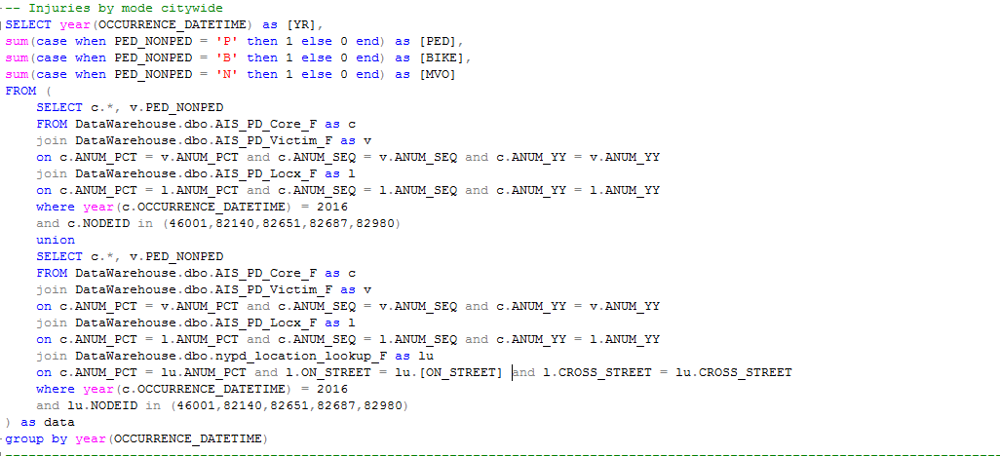 -- Injuries by mode citywide
SELECT year(OCCURRENCE_DATETIME) as [YR],
sum(case when PED_NONPED = 'P' then 1 else 0 end) as [PED],
sum(case when PED_NONPED = 'B' then 1 else 0 end) as [BIKE],
sum(case when PED_NONPED = 'N' then 1 else 0 end) as [MVO]
FROM (
SELECT c.*, v.PED_NONPED
FROM DataWarehouse.dbo.AIS_PD_Core_F as c
join DataWarehouse.dbo.AIS_PD_Victim_F as v
on c.ANUM_PCT = v.ANUM_PCT and c.ANUM_SEQ = v.ANUM_SEQ and c.ANUM_YY = v.ANUM_YY
join DataWarehouse.dbo.AIS_PD_Locx_F as l
on c.ANUM_PCT = l.ANUM_PCT and c.ANUM_SEQ = l.ANUM_SEQ and c.ANUM_YY = l.ANUM_YY
where year(c.OCCURRENCE_DATETIME) = 2016
and c.NODEID in (46001,82140,82651,82687,82980)
union
SELECT c.*, v.PED_NONPED
FROM DataWarehouse.dbo.AIS_PD_Core_F as c
join DataWarehouse.dbo.AIS_PD_Victim_F as v
on c.ANUM_PCT = v.ANUM_PCT and c.ANUM_SEQ = v.ANUM_SEQ and c.ANUM_YY = v.ANUM_YY
join DataWarehouse.dbo.AIS_PD_Locx_F as l
on c.ANUM_PCT = l.ANUM_PCT and c.ANUM_SEQ = l.ANUM_SEQ and c.ANUM_YY = l.ANUM_YY
join DataWarehouse.dbo.nypd_location_lookup_F as lu
on c.ANUM_PCT = lu.ANUM_PCT and l.ON_STREET = lu.[ON_STREET] and l.CROSS_STREET = lu.CROSS_STREET
where year(c.OCCURRENCE_DATETIME) = 2016
and lu.NODEID in (46001,82140,82651,82687,82980)
) as data
group by year(OCCURRENCE_DATETIME)